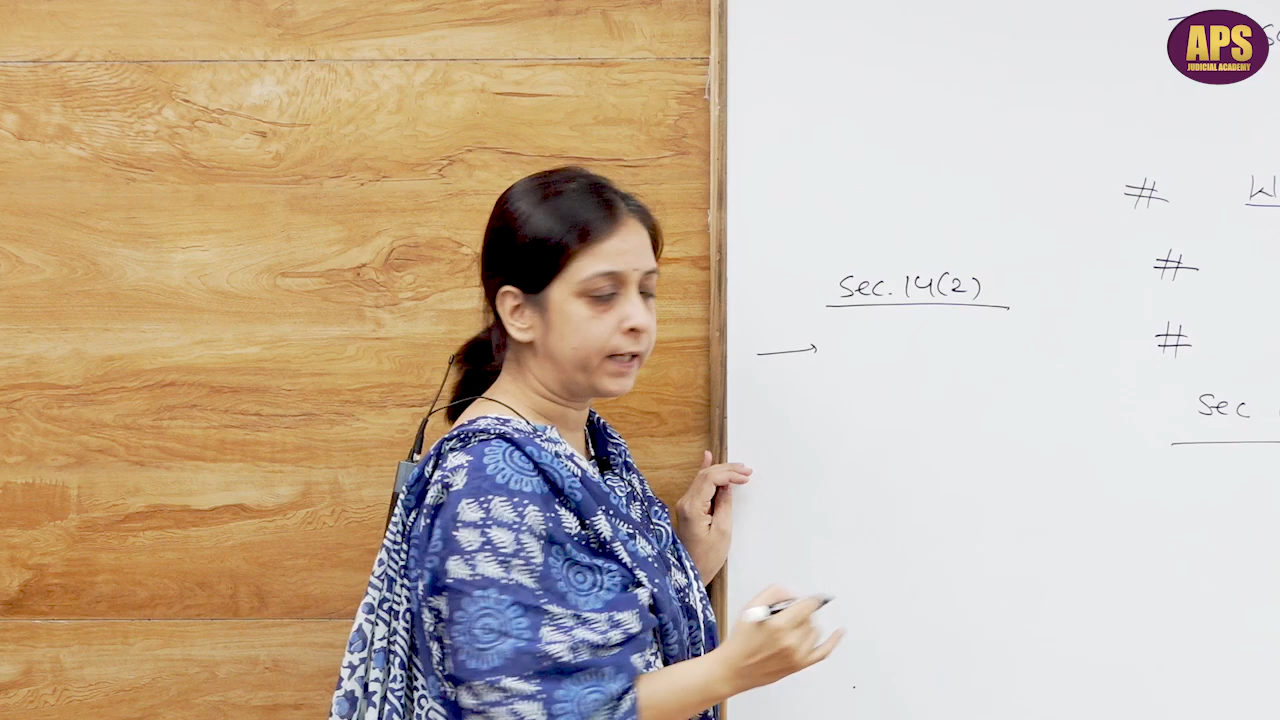 APS
JUDICIAL ACADEMY
#
Sec. 14(2)
#
→
#
Sec